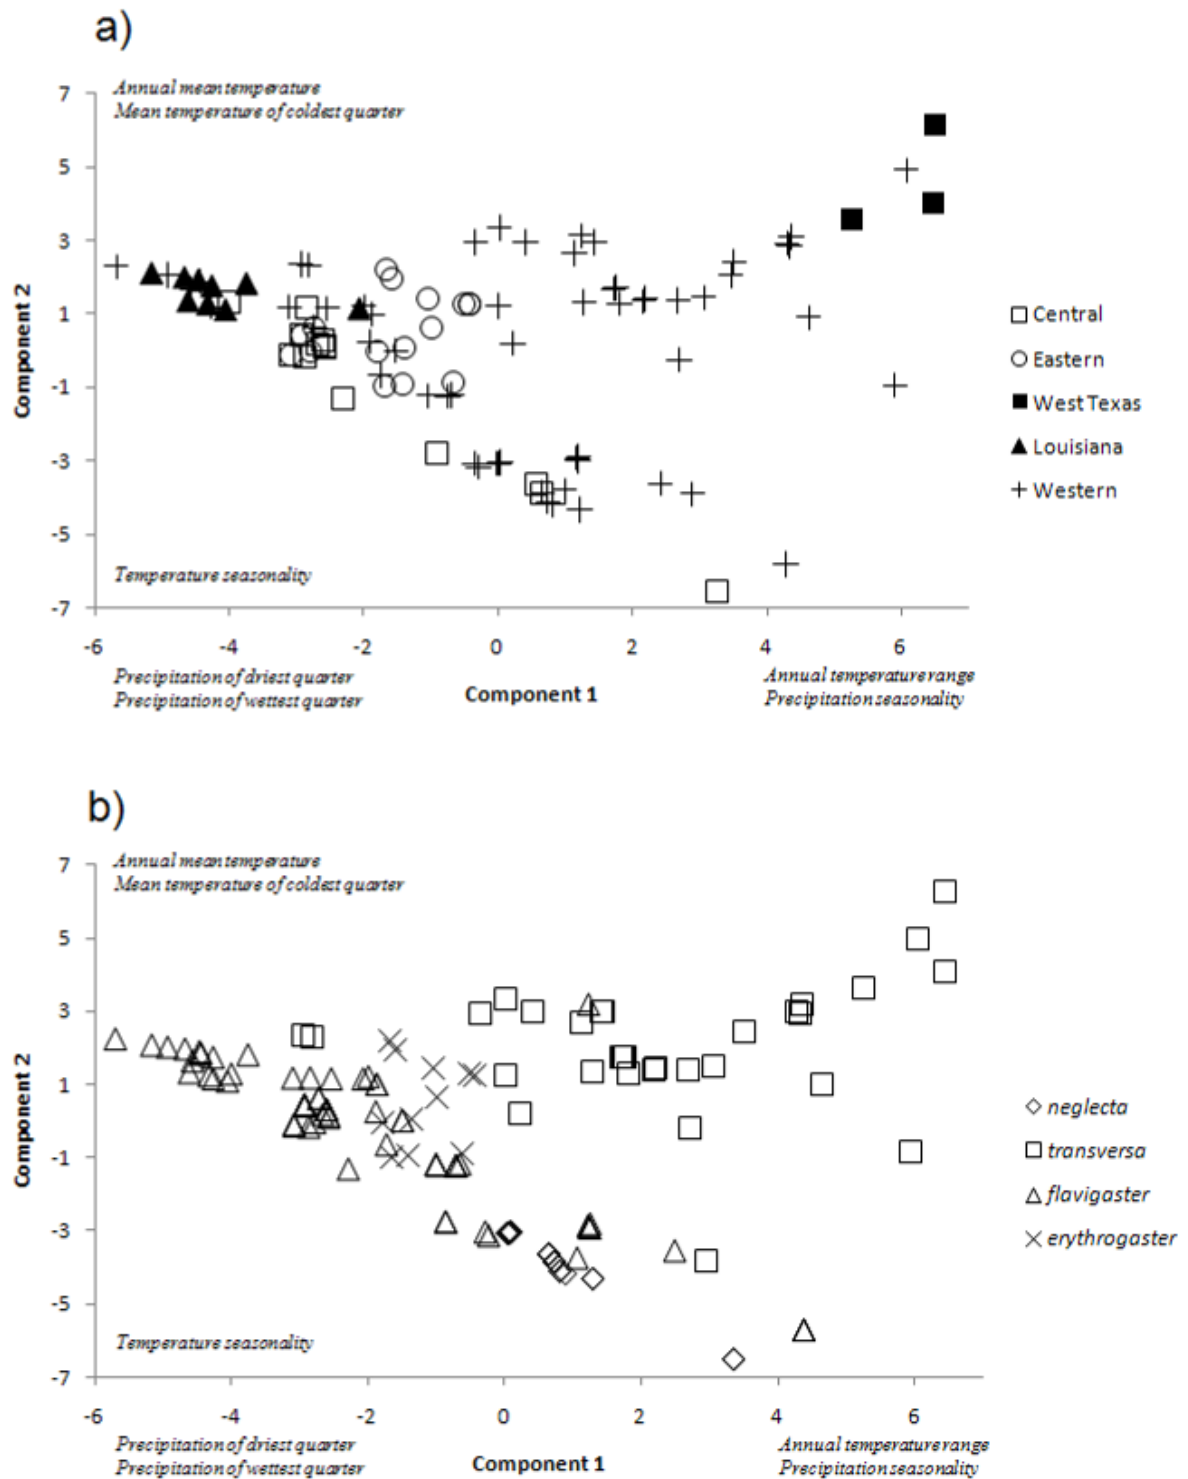 a)
Annual mean temperature
Mean temperature of coldest quarter
7
5
3
1
-1
-3
-5
-7
Component 2
Temperature seasonality
-6
-4
-2
0
2
4
6
Precipitation of driest quarter
Precipitation of wettest quarter
Component 1
Annual temperature range
Precipitation seasonality
Central
Eastern
West Texas
Louisiana
Western
b)
Annual mean temperature
Mean temperature of coldest quarter
7
5
3
1
-1
-3
-5
-7
Component 2
Temperature seasonality
-6
-4
-2
0
2
4
6
Precipitation of driest quarter
Precipitation of wettest quarter
Component 1
Annual temperature range
Precipitation seasonality
neglecta
transversa
flavigaster
erythrogaster